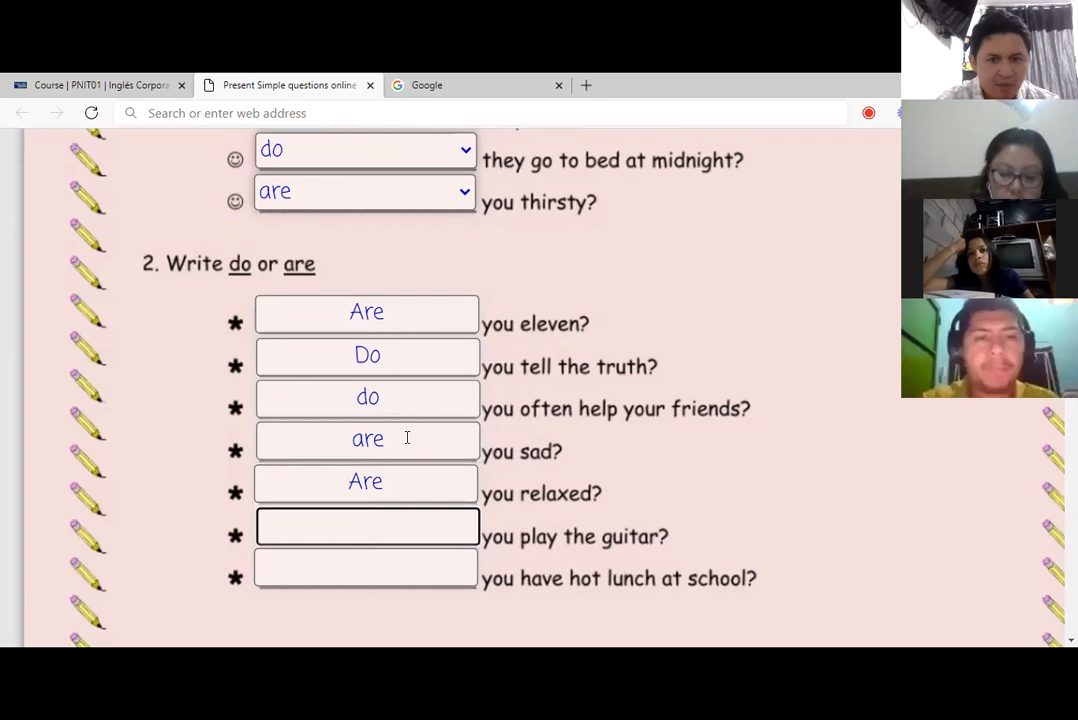 Course | PNIT01 | Inglés Corpora
Present Simple questions online
Google
Search or enter web address
do they go to bed at midnight?
are you thirsty?
2. Write do or are
Are you eleven?
Do you tell the truth?
do you often help your friends?
are you sad?
Are you relaxed?
you play the guitar?
you have hot lunch at school?